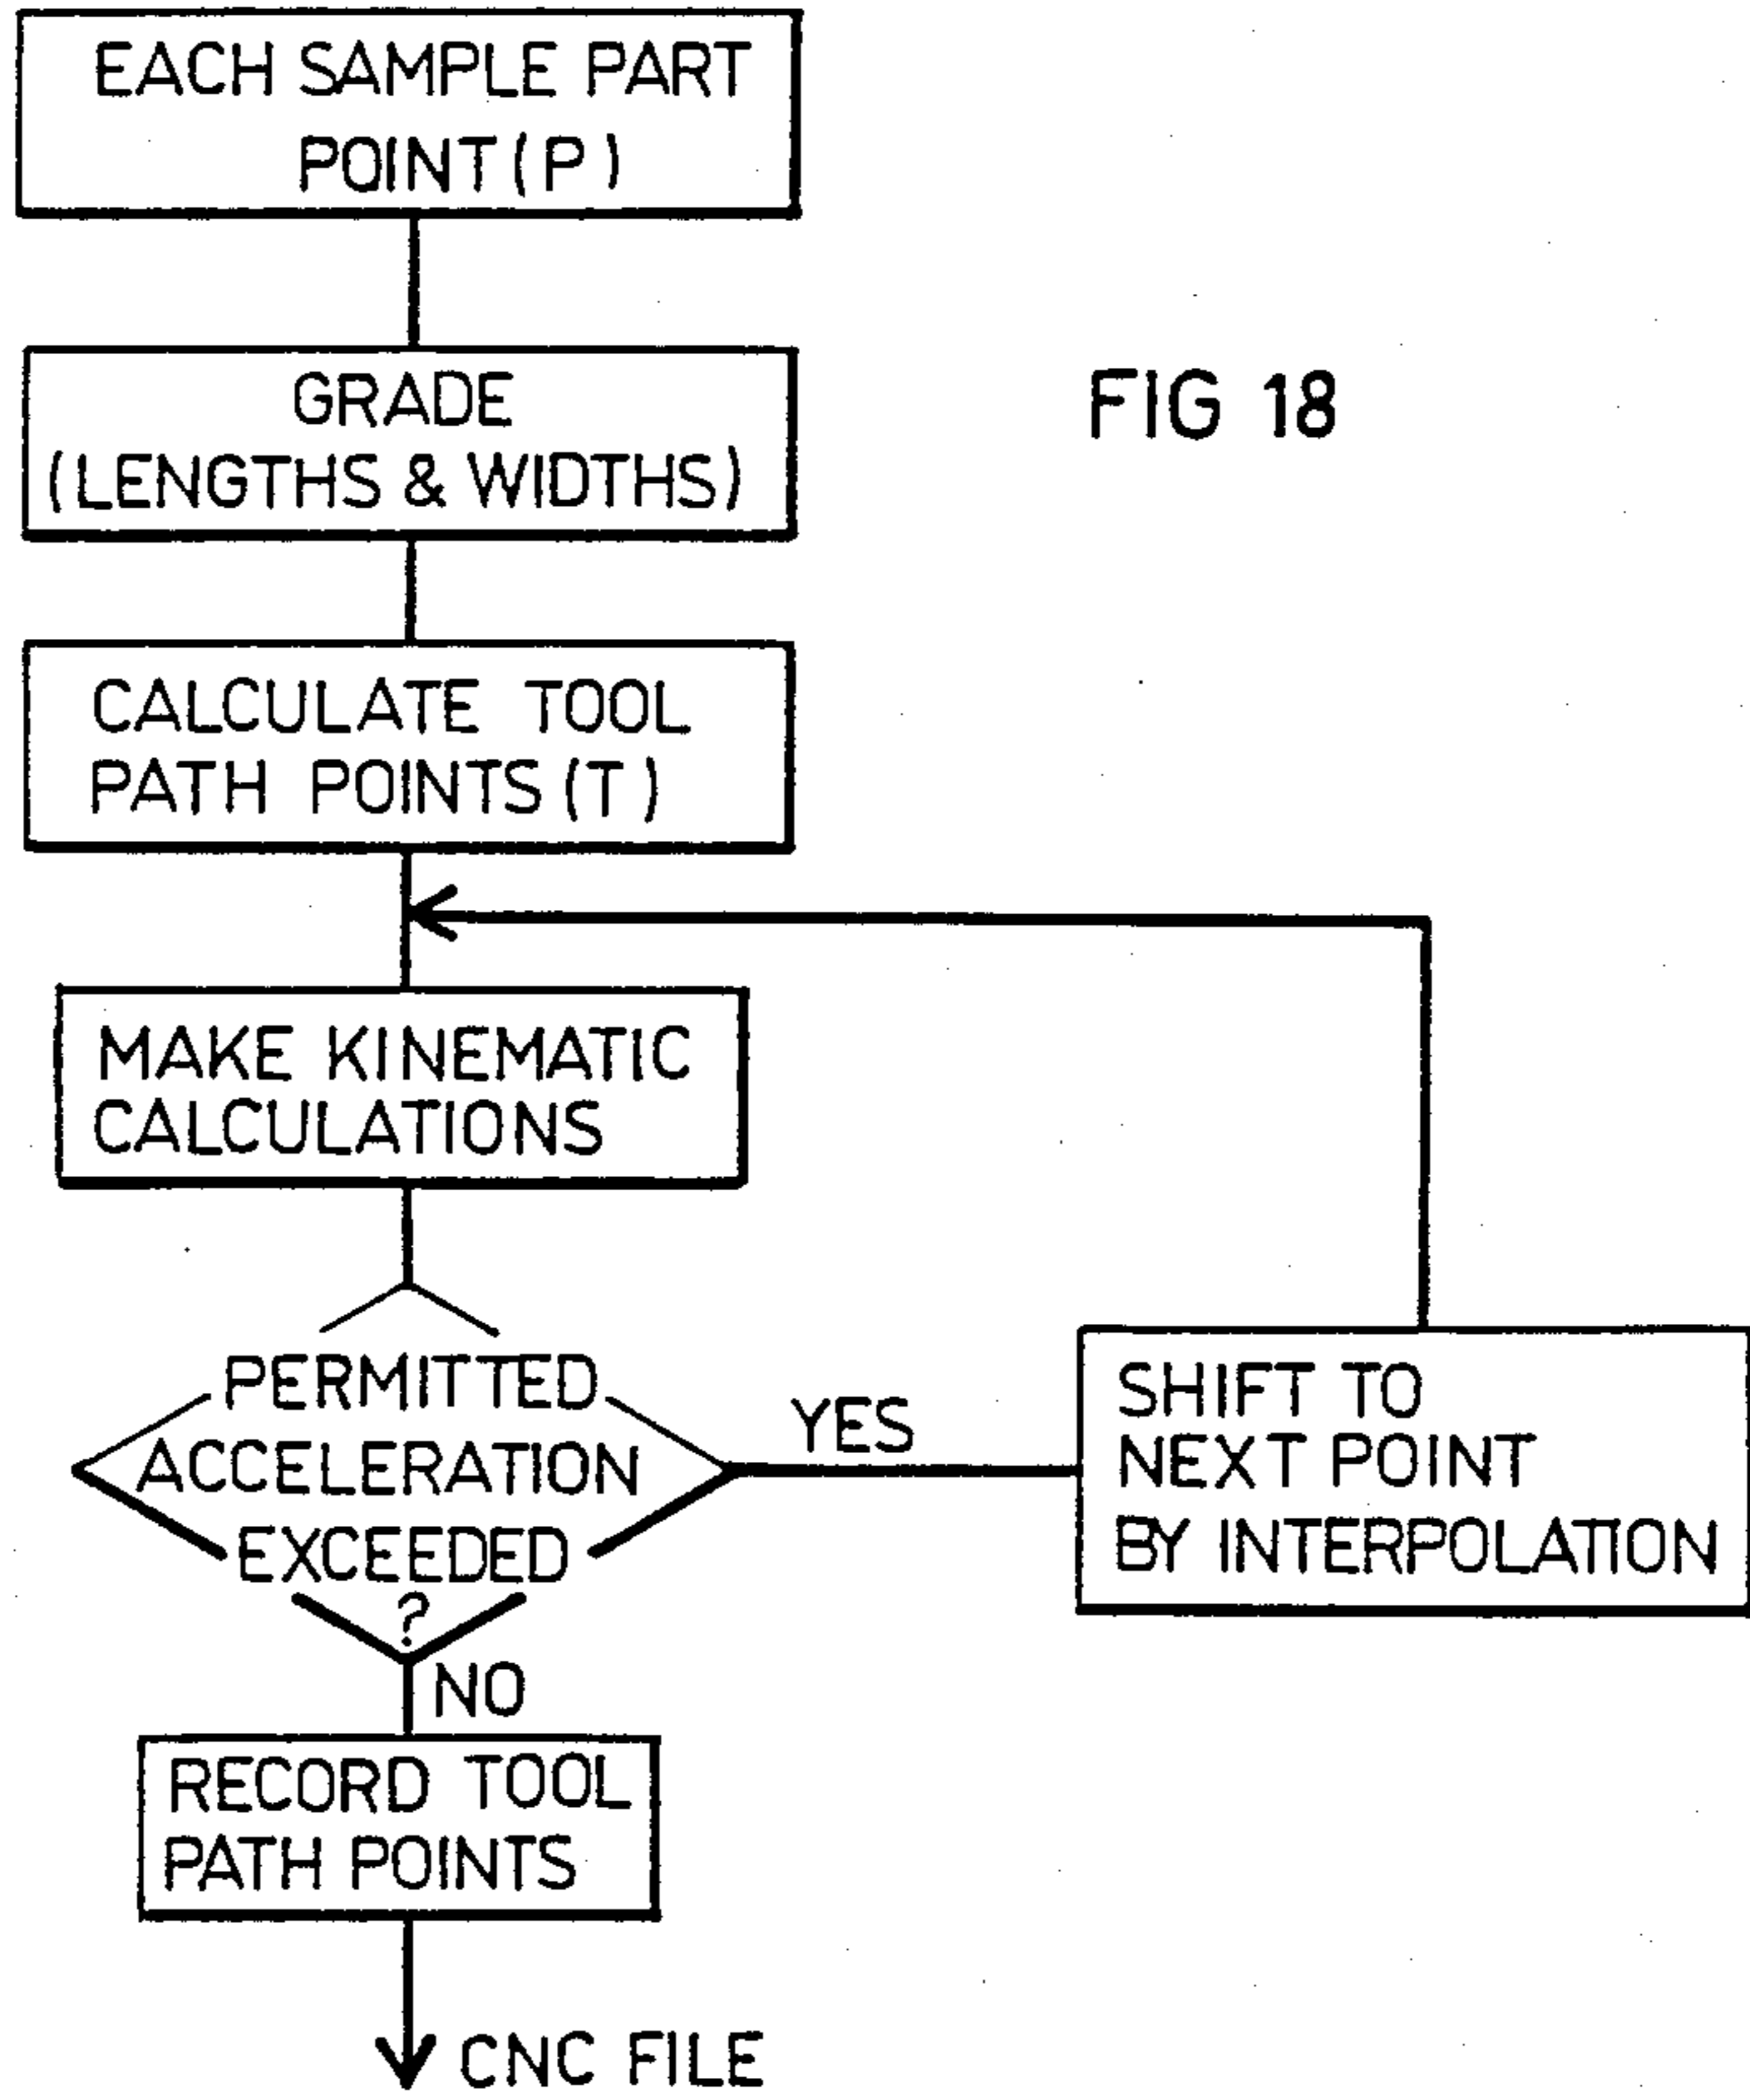 EACH SAMPLE PART
POINT (P)
GRADE
(LENGTHS & WIDTHS)
FIG 18
CALCULATE TOOL
PATH POINTS (T)
MAKE KINEMATIC
CALCULATIONS
PERMITTED
ACCELERATION
EXCEEDED
?
YES
SHIFT TO
NEXT POINT
BY INTERPOLATION
NO
RECORD TOOL
PATH POINTS
CNC FILE